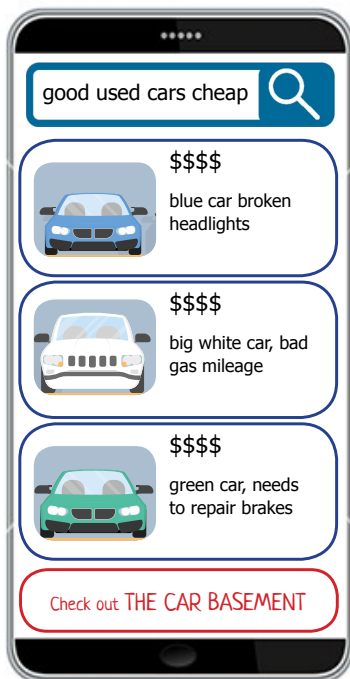 good used cars cheap
$$$$
blue car broken
headlights
$$$$
big white car, bad
gas mileage
$$$$
green car, needs
to repair brakes
Check out THE CAR BASEMENT